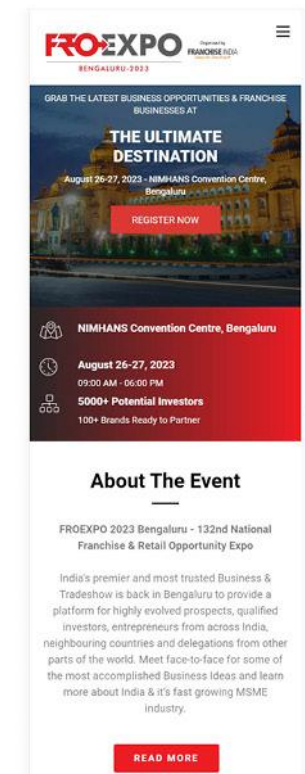 FRO-EXPO
BENGALURU-2023
Organised by
FRANCHISE INDIA
GRAB THE LATEST BUSINESS OPPORTUNITIES & FRANCHISE
BUSINESSES AT
THE ULTIMATE
DESTINATION
August 26-27, 2023 - NIMHANS Convention Centre,
Bengaluru
REGISTER NOW
NIMHANS Convention Centre, Bengaluru
August 26-27, 2023
09:00 AM - 06:00 PM
5000+ Potential Investors
100+ Brands Ready to Partner
About The Event
FROEXPO 2023 Bengaluru - 132nd National
Franchise & Retail Opportunity Expo
India's premier and most trusted Business &
Tradeshow is back in Bengaluru to provide a
platform for highly evolved prospects, qualified
investors, entrepreneurs from across India,
neighbouring countries and delegations from other
parts of the world. Meet face-to-face for some of
the most accomplished Business Ideas and learn
more about India & it's fast growing MSME
industry.
READ MORE